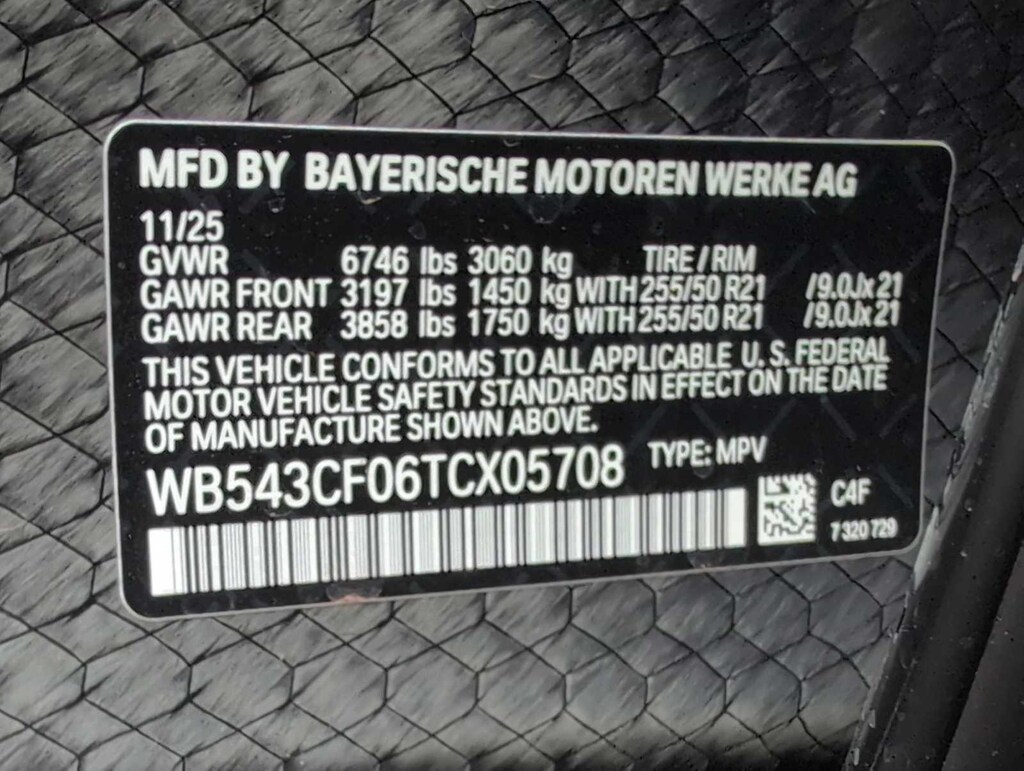 MFD BY BAYERISCHE MOTOREN WERKE AG
11/25
GVWR 6746 lbs 3060 kg TIRE / RIM
GAWR FRONT 3197 lbs 1450 kg WITH 255/50 R21 /9.0Jx21
GAWR REAR 3858 lbs 1750 kg WITH 255/50 R21 /9.0Jx21
THIS VEHICLE CONFORMS TO ALL APPLICABLE U. S. FEDERAL
MOTOR VEHICLE SAFETY STANDARDS IN EFFECT ON THE DATE
OF MANUFACTURE SHOWN ABOVE.
WB543CF06TCX05708 TYPE: MPV
C4F
7 320 729